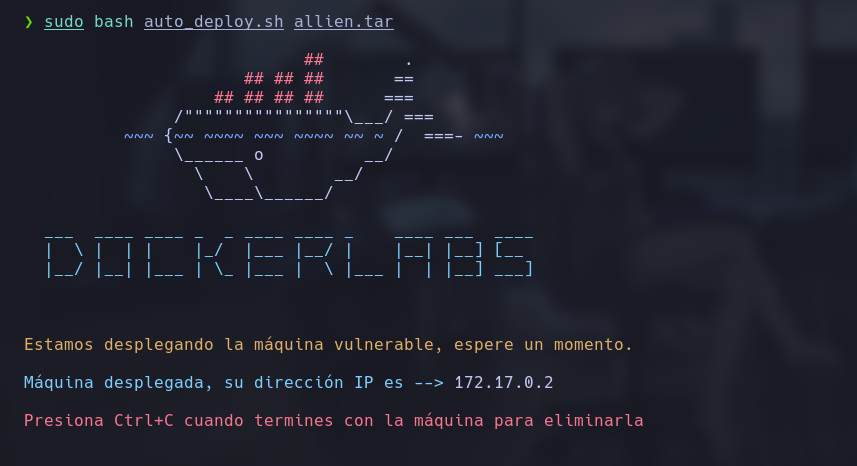 ❯ sudo bash auto_deploy.sh allien.tar
                            ##        .
                      ## ## ##       ==
                   ## ## ## ##      ===
               /""""""""""""""""\___/ ===
          ~~~ {~~ ~~~~ ~~~ ~~~~ ~~ ~ /  ===- ~~~
               \______ o          __/
                 \    \        __/
                  \____\______/
  ___  ____ ____ _  _ ____ ____ _    ____ ___  ____
  |  \ |  | |    |_/  |___ |__/ |    |__| |__] [__
  |__/ |__| |___ | \_ |___ |  \ |___ |  | |__] ___]
Estamos desplegando la máquina vulnerable, espere un momento.
Máquina desplegada, su dirección IP es --> 172.17.0.2
Presiona Ctrl+C cuando termines con la máquina para eliminarla